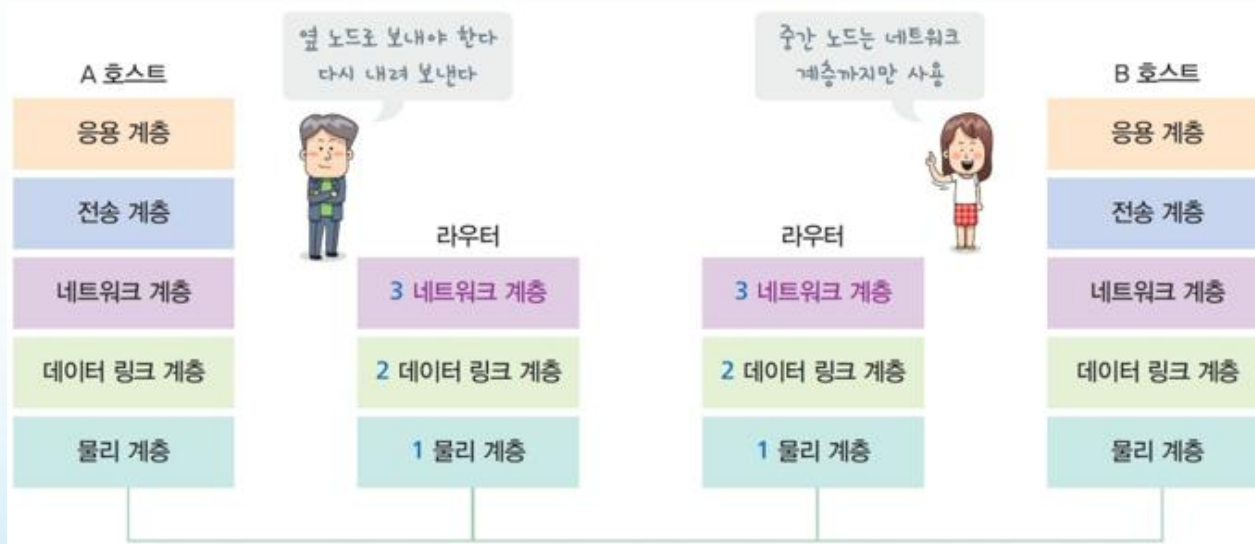 옆 노드로 보내야 한다
다시 내려 보낸다
중간 노드는 네트워크
계층까지만 사용
A 호스트
B 호스트
응용 계층
응용 계층
전송 계층
전송 계층
라우터
라우터
네트워크 계층
3 네트워크 계층
3 네트워크 계층
네트워크 계층
데이터 링크 계층
2 데이터 링크 계층
2 데이터 링크 계층
데이터 링크 계층
물리 계층
1 물리 계층
1 물리 계층
물리 계층